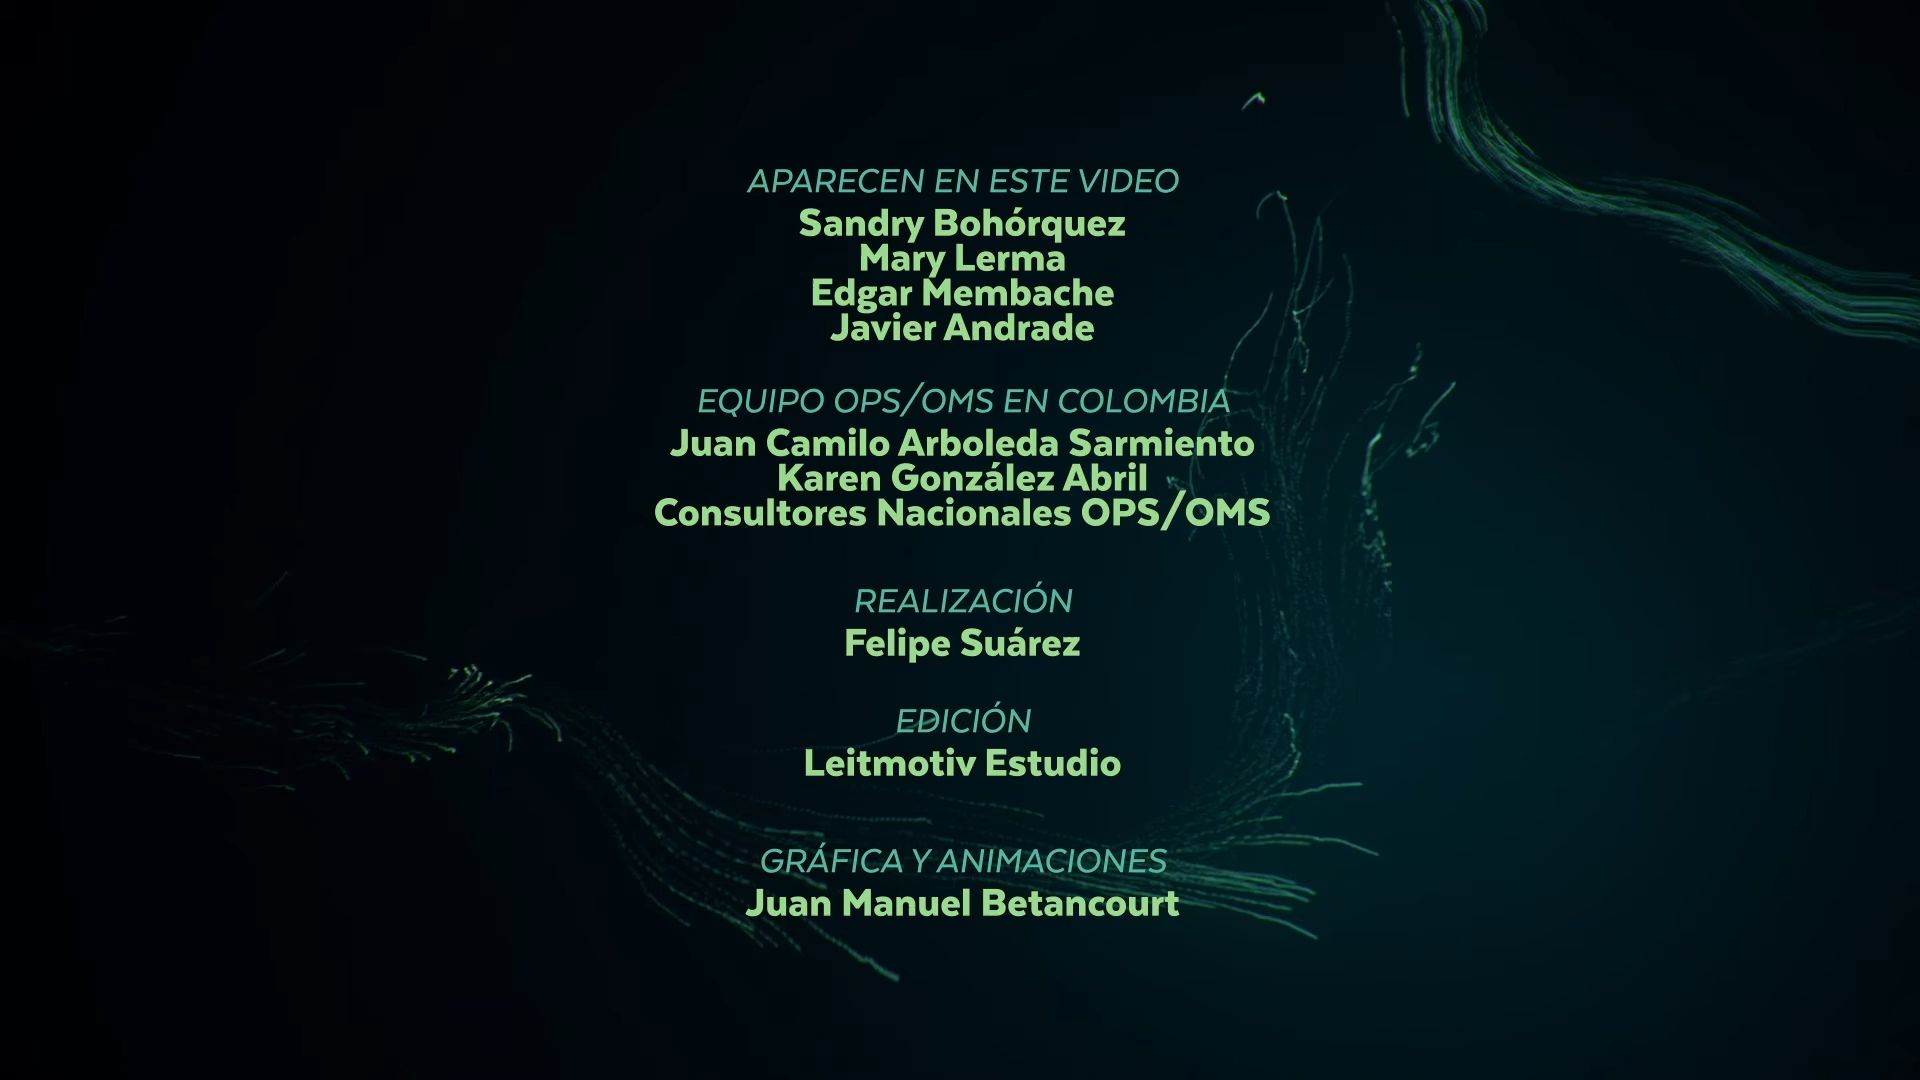 APARECEN EN ESTE VIDEO
Sandry Bohórquez
Mary Lerma
Edgar Membache
Javier Andrade
EQUIPO OPS/OMS EN COLOMBIA
Juan Camilo Arboleda Sarmiento
Karen González Abril
Consultores Nacionales OPS/OMS
REALIZACIÓN
Felipe Suárez
EDICIÓN
Leitmotiv Estudio
GRÁFICA Y ANIMACIONES
Juan Manuel Betancourt